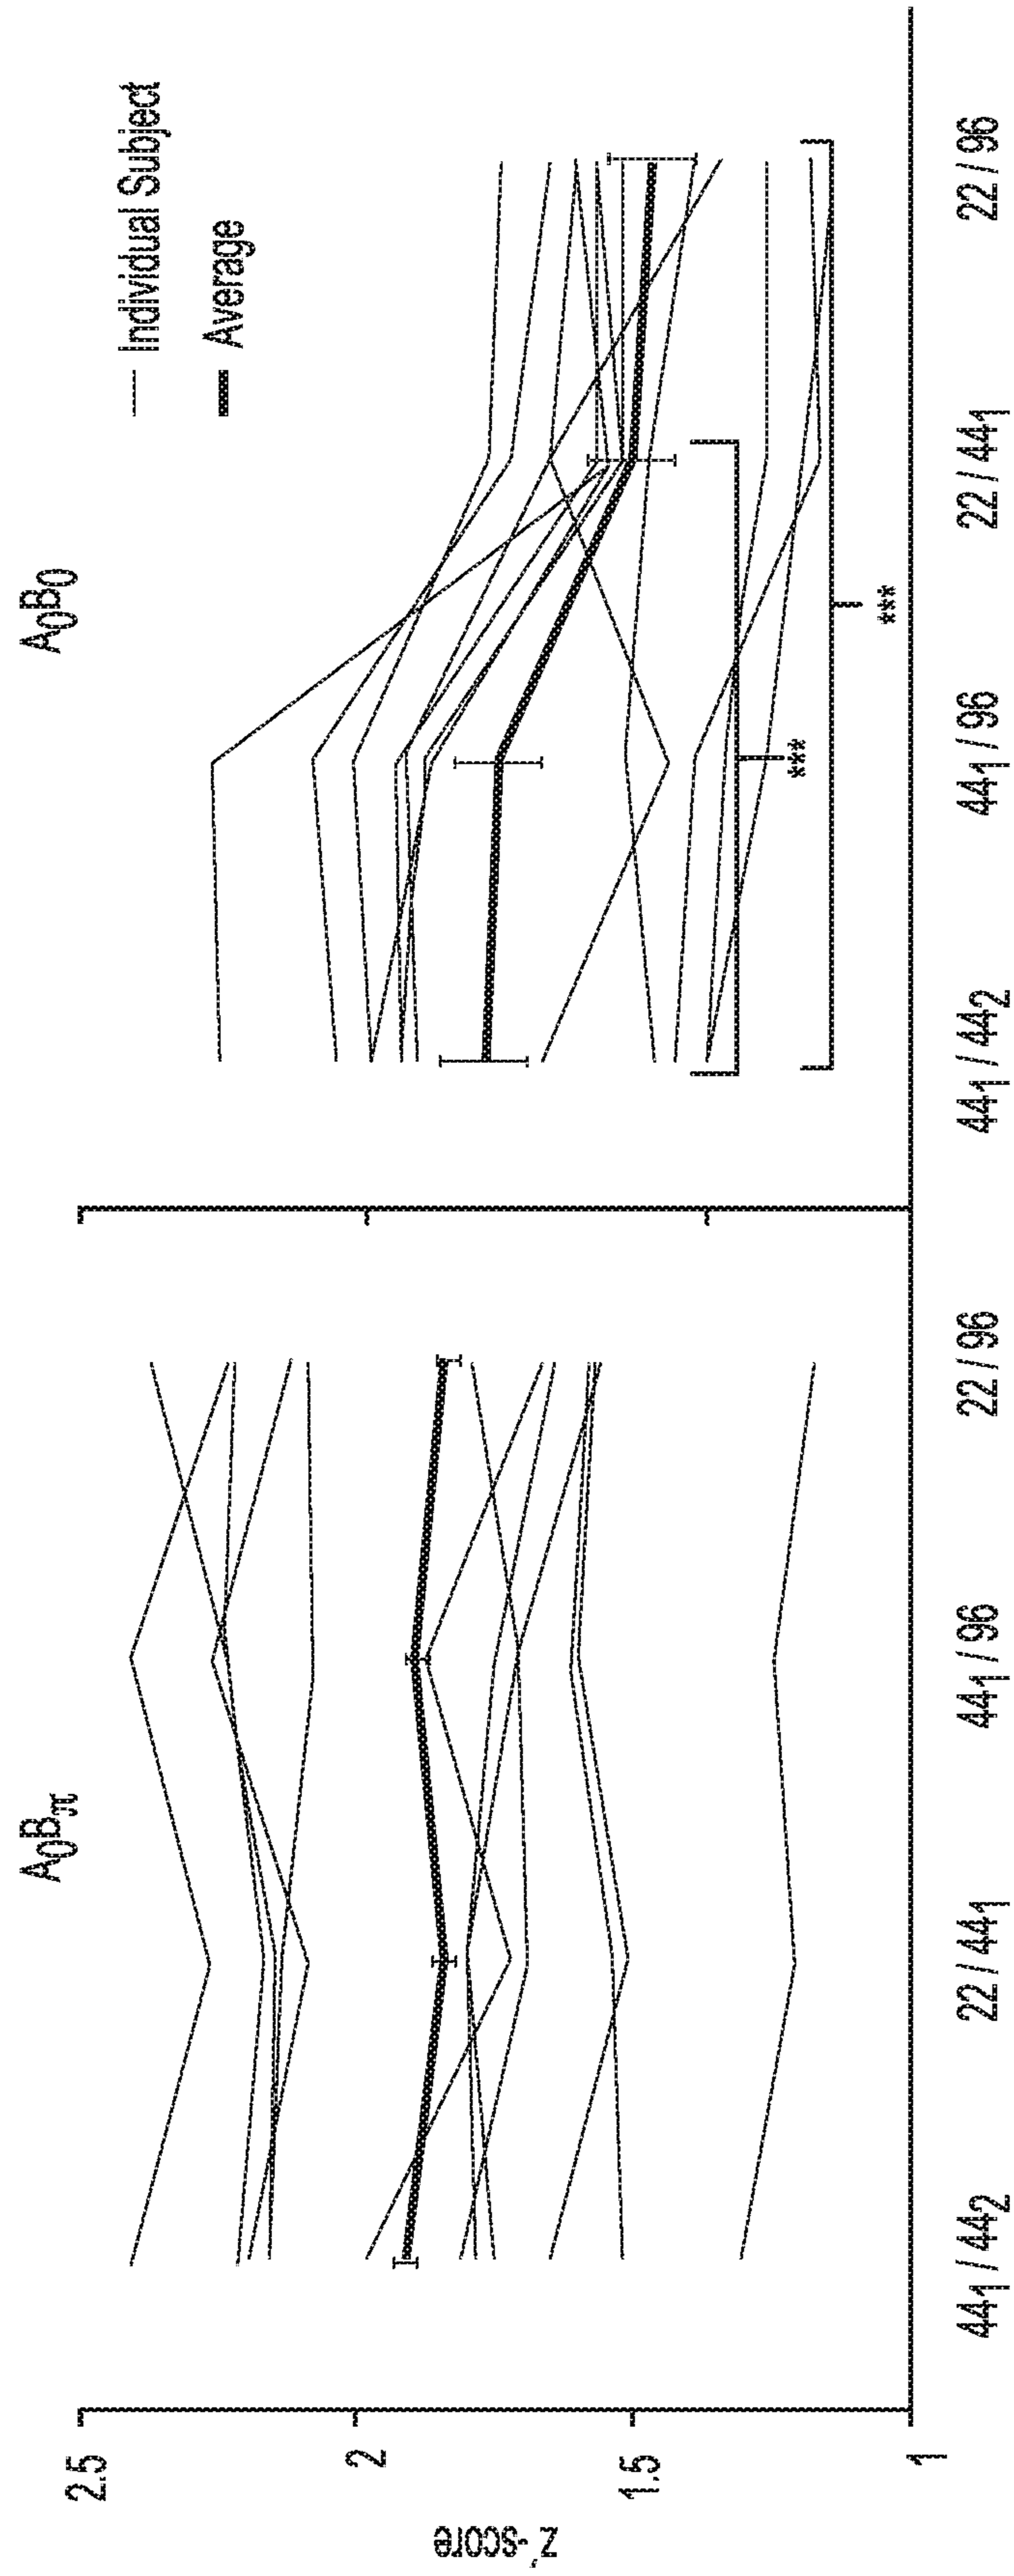 A₀Bπ
A₀B₀
Individual Subject
Average
2.5
2
1.5
1
z'-score
***
***
44₁ / 44₂
22 / 44₁
44₁ / 96
22 / 96
44₁ / 44₂
44₁ / 96
22 / 44₁
22 / 96